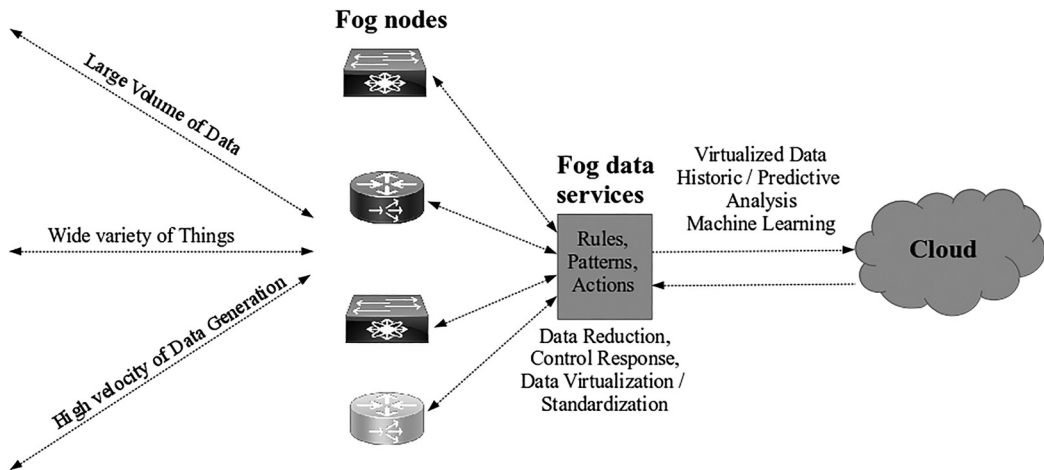 Fog nodes
Large Volume of Data
Wide variety of Things
High velocity of Data Generation
Fog data
services
Rules,
Patterns,
Actions
Data Reduction,
Control Response,
Data Virtualization /
Standardization
Virtualized Data
Historic / Predictive
Analysis
Machine Learning
Cloud